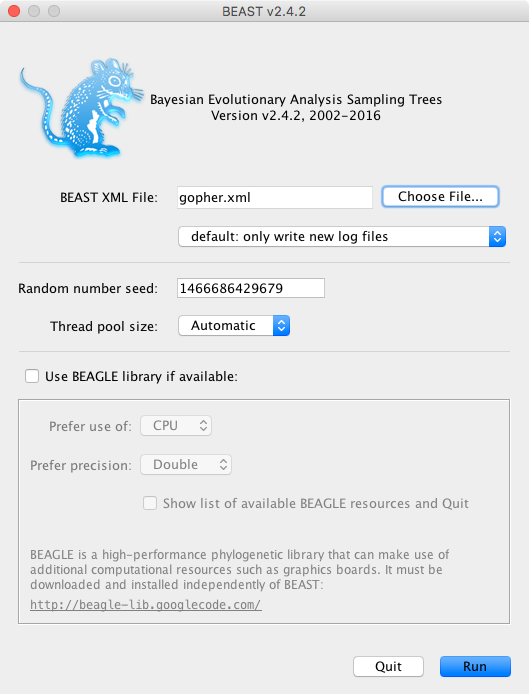 BEAST v2.4.2
Bayesian Evolutionary Analysis Sampling Trees
Version v2.4.2, 2002-2016
BEAST XML File: gopher.xml Choose File...
default: only write new log files
Random number seed: 1466686429679
Thread pool size: Automatic
Use BEAGLE library if available:
Prefer use of: CPU
Prefer precision: Double
Show list of available BEAGLE resources and Quit
BEAGLE is a high-performance phylogenetic library that can make use of
additional computational resources such as graphics boards. It must be
downloaded and installed independently of BEAST:
http://beagle-lib.googlecode.com/
Quit Run